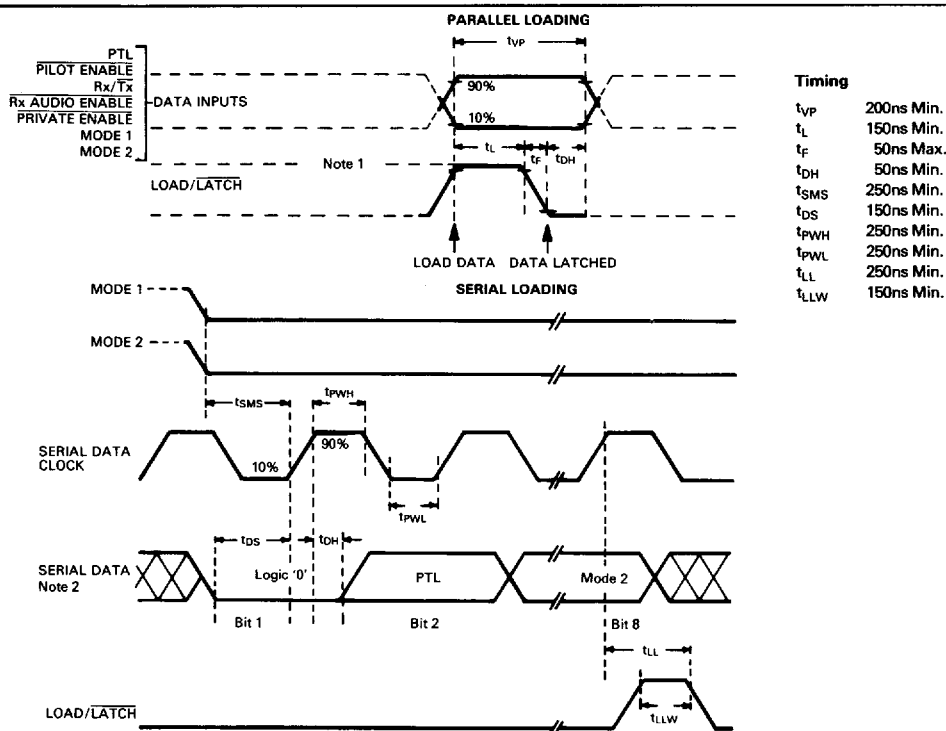 PARALLEL LOADING
tVP
PTL
PILOT ENABLE
Rx/Tx
Rx AUDIO ENABLE
PRIVATE ENABLE
MODE 1
MODE 2
DATA INPUTS
90%
10%
tL
tF
tDH
Note 1
LOAD/LATCH
LOAD DATA
DATA LATCHED
Timing
tVP 200ns Min.
tL 150ns Min.
tF 50ns Max.
tDH 50ns Min.
tSMS 250ns Min.
tDS 150ns Min.
tPWH 250ns Min.
tPWL 250ns Min.
tLL 250ns Min.
tLLW 150ns Min.
SERIAL LOADING
MODE 1
MODE 2
tSMS
tPWH
SERIAL DATA
CLOCK
10%
90%
tPWL
tDS
tDH
SERIAL DATA
Note 2
Logic '0'
PTL
Mode 2
Bit 1
Bit 2
Bit 8
tLL
tLLW
LOAD/LATCH